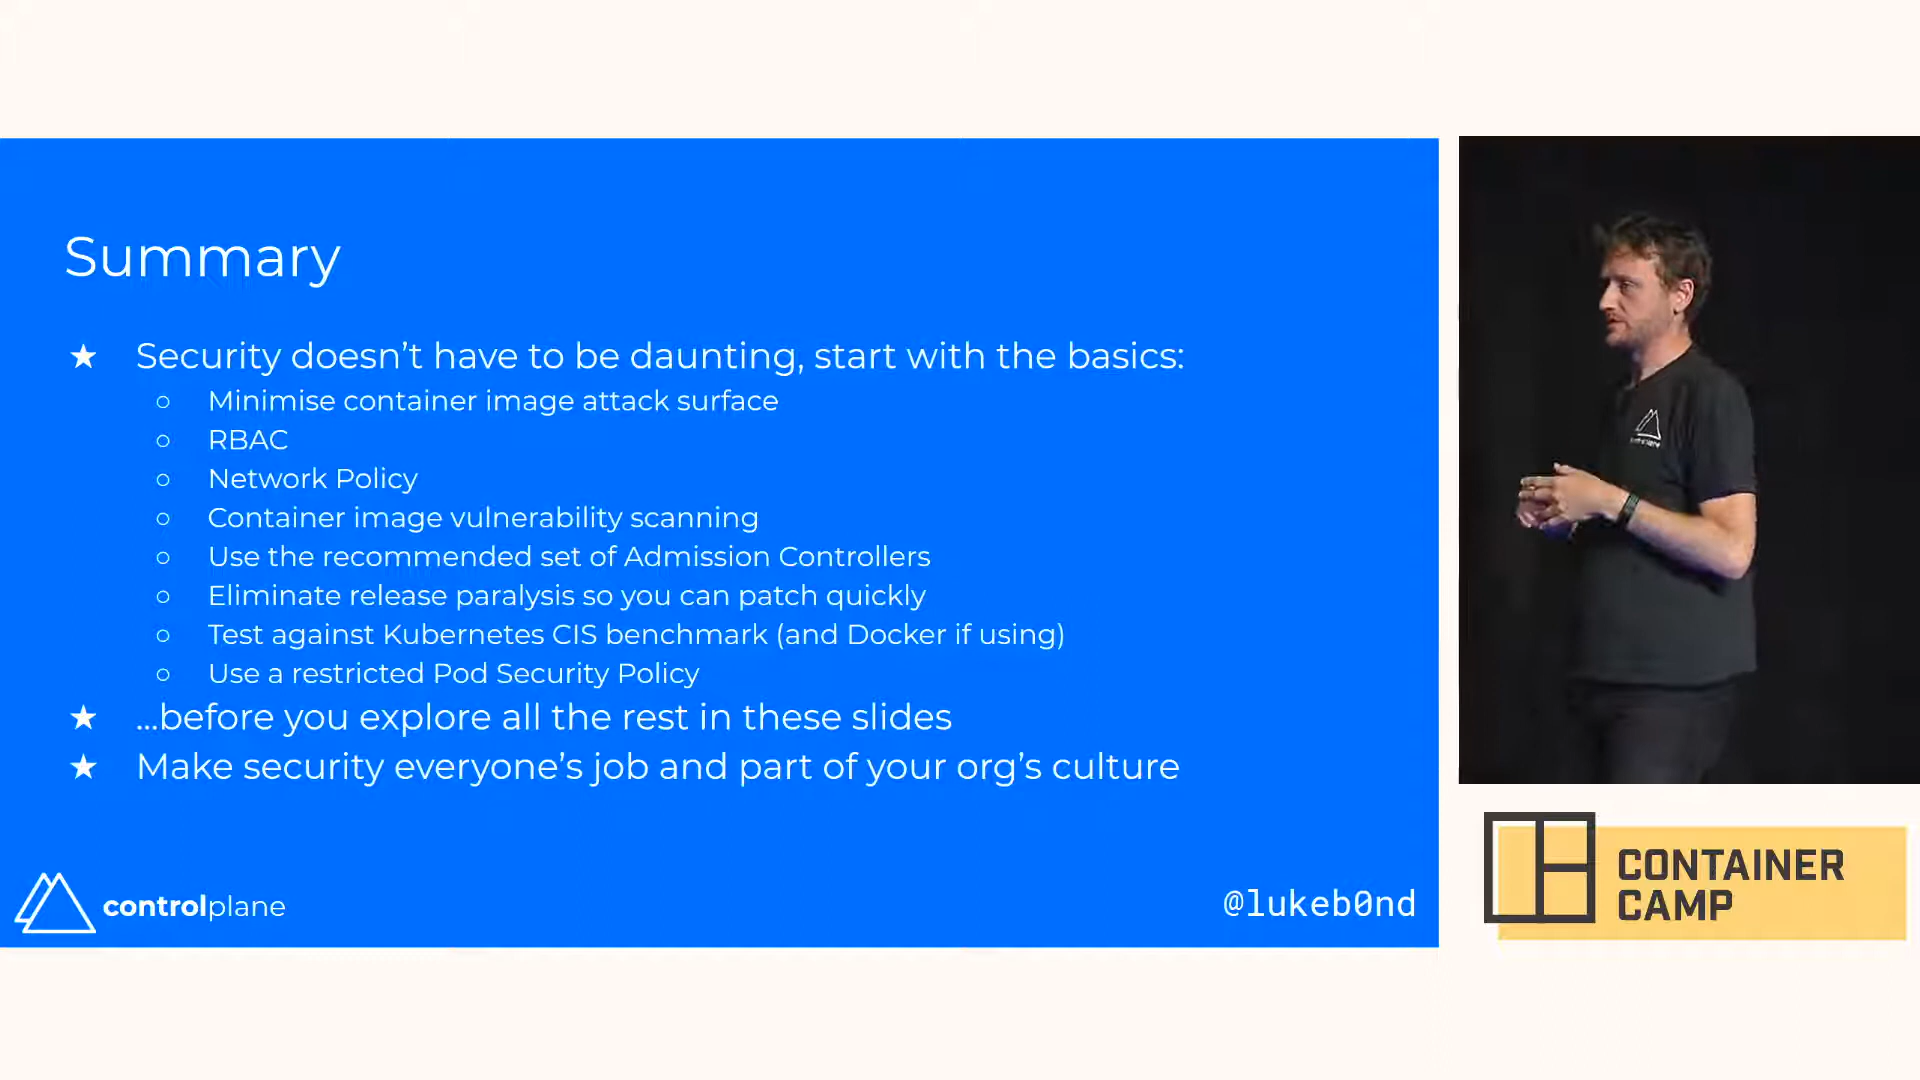 Summary
★ Security doesn’t have to be daunting, start with the basics:
○ Minimise container image attack surface
○ RBAC
○ Network Policy
○ Container image vulnerability scanning
○ Use the recommended set of Admission Controllers
○ Eliminate release paralysis so you can patch quickly
○ Test against Kubernetes CIS benchmark (and Docker if using)
○ Use a restricted Pod Security Policy
★ ...before you explore all the rest in these slides
★ Make security everyone’s job and part of your org’s culture
controlplane
@lukeb0nd
CONTAINER
CAMP